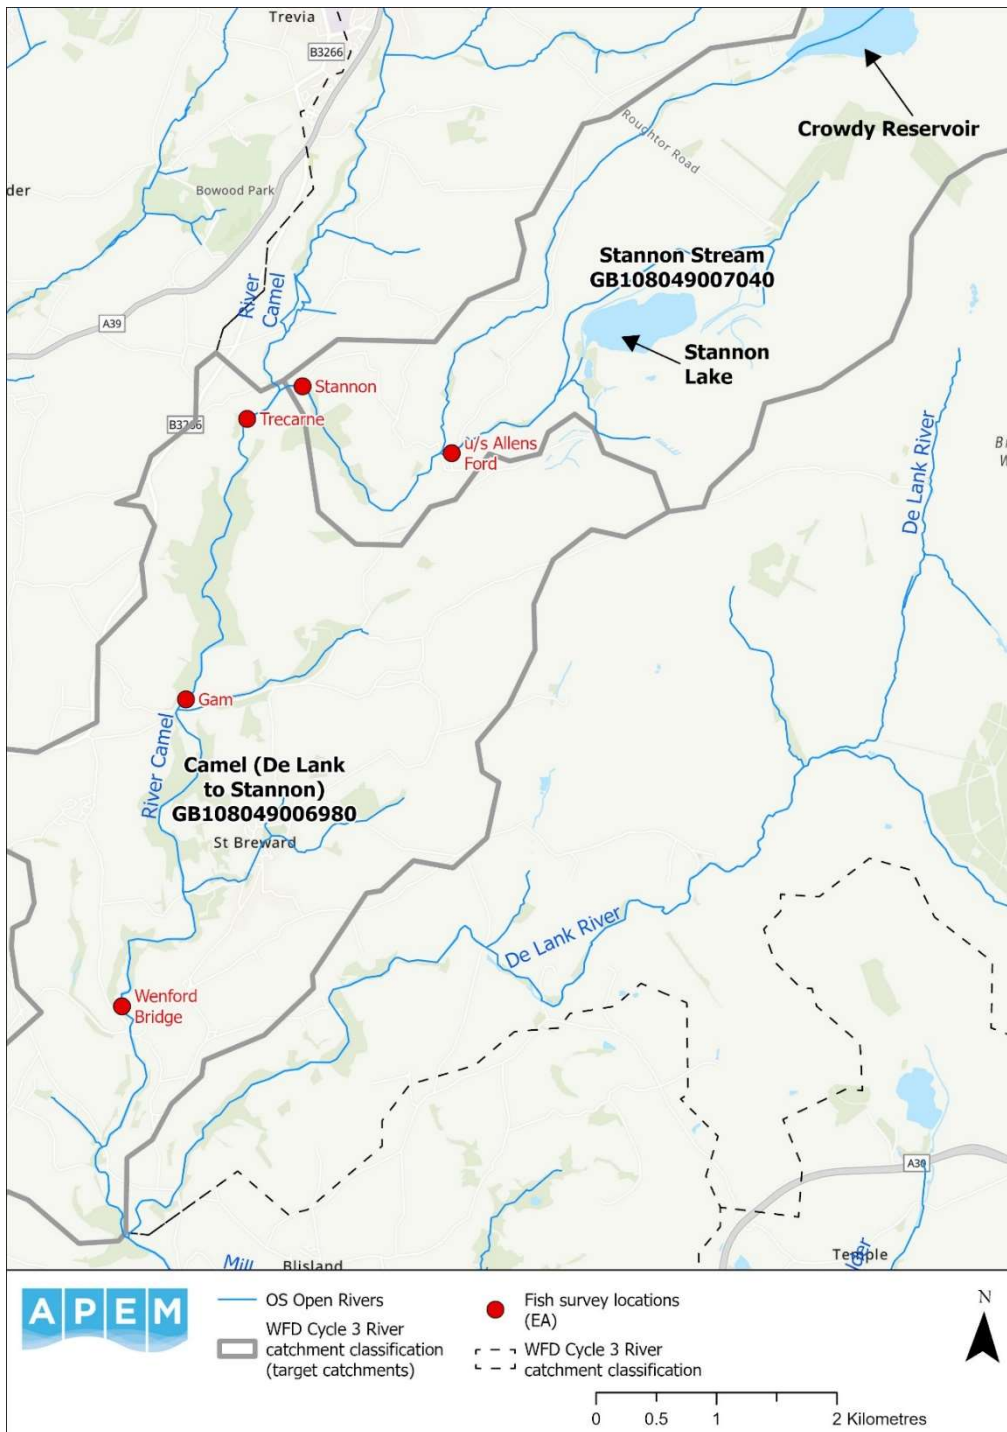 Trevia
B3266
Crowdy Reservoir
Roughtor Road
der
Bowood Park
River
Camel
Stannon Stream
GB108049007040
A39
Stannon
Lake
Stannon
B3266
Trecarne
u/s Allens
Ford
De Lank River
Gam
River Camel
Camel (De Lank
to Stannon)
GB108049006980
St Breward
De Lank River
Wenford
Bridge
A30
Temple
Mill
Blisland
APEM
OS Open Rivers
WFD Cycle 3 River
catchment classification
(target catchments)
Fish survey locations
(EA)
WFD Cycle 3 River
catchment classification
N
0 0.5 1 2 Kilometres